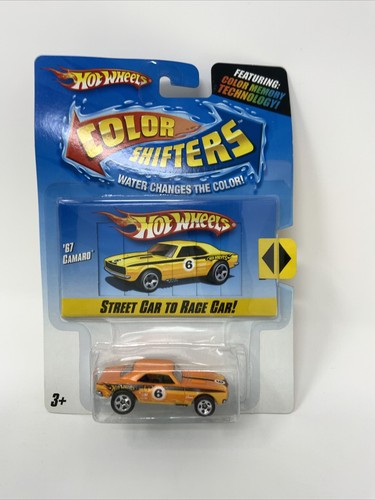 HOT WHEELS
FEATURING:
COLOR MEMORY
TECHNOLOGY!
COLOR
SHIFTERS
WATER CHANGES THE COLOR!
HOT WHEELS
'67
CAMARO
6
STREET CAR TO RACE CAR!
6
3+